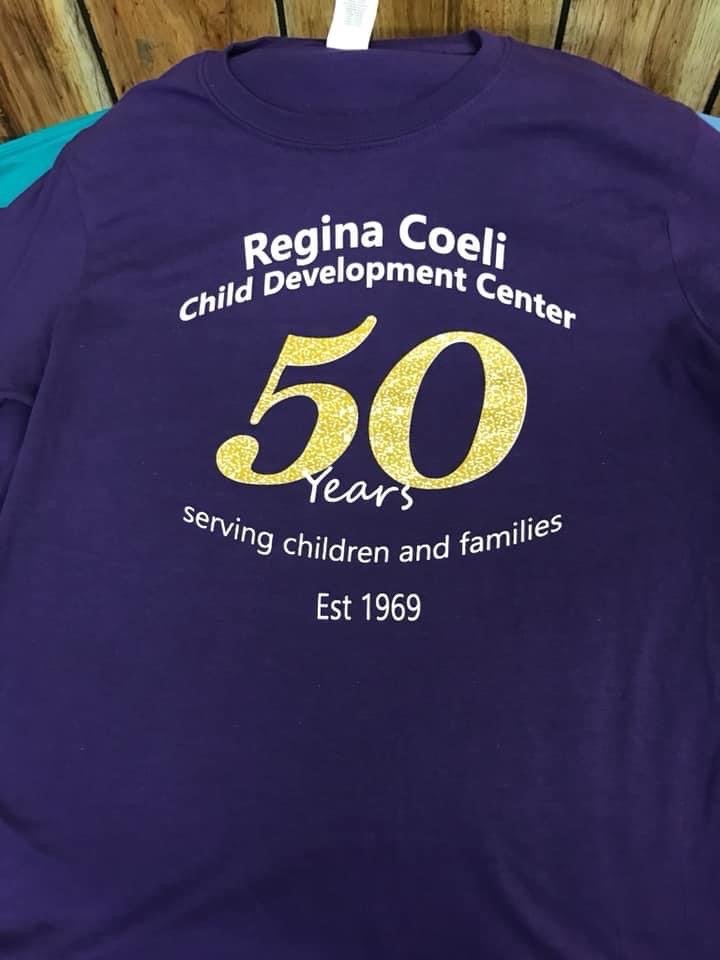 Regina Coeli
Child Development Center
50
Years
serving children and families
Est 1969